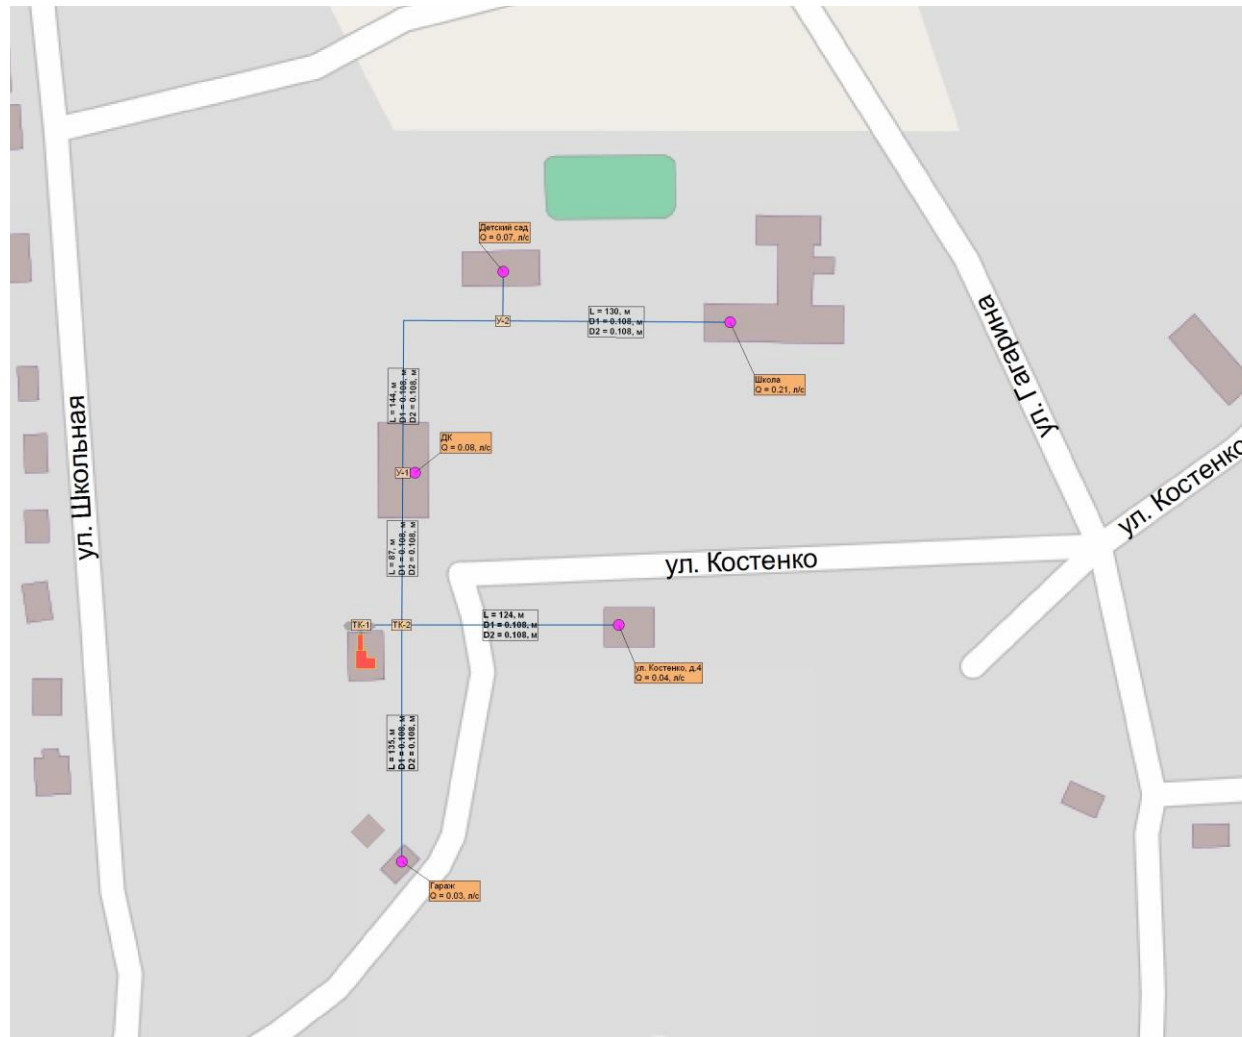 Детский сад
Q = 0.07, л/с
L = 130, м
D1 = 0.108, м
D2 = 0.108, м
У-2
Школа
Q = 0.21, л/с
ул. Гагарина
L = 144, м
D1 = 0.108, м
D2 = 0.108, м
ДК
Q = 0.08, л/с
У-1
ул. Школьная
L = 87, м
D1 = 0.108, м
D2 = 0.108, м
ул. Костенко
ул. Костенко
ТК-1
ТК-2
L = 124, м
D1 = 0.108, м
D2 = 0.108, м
ул. Костенко, д.4
Q = 0.04, л/с
L = 135, м
D1 = 0.108, м
D2 = 0.108, м
Гараж
Q = 0.03, л/с